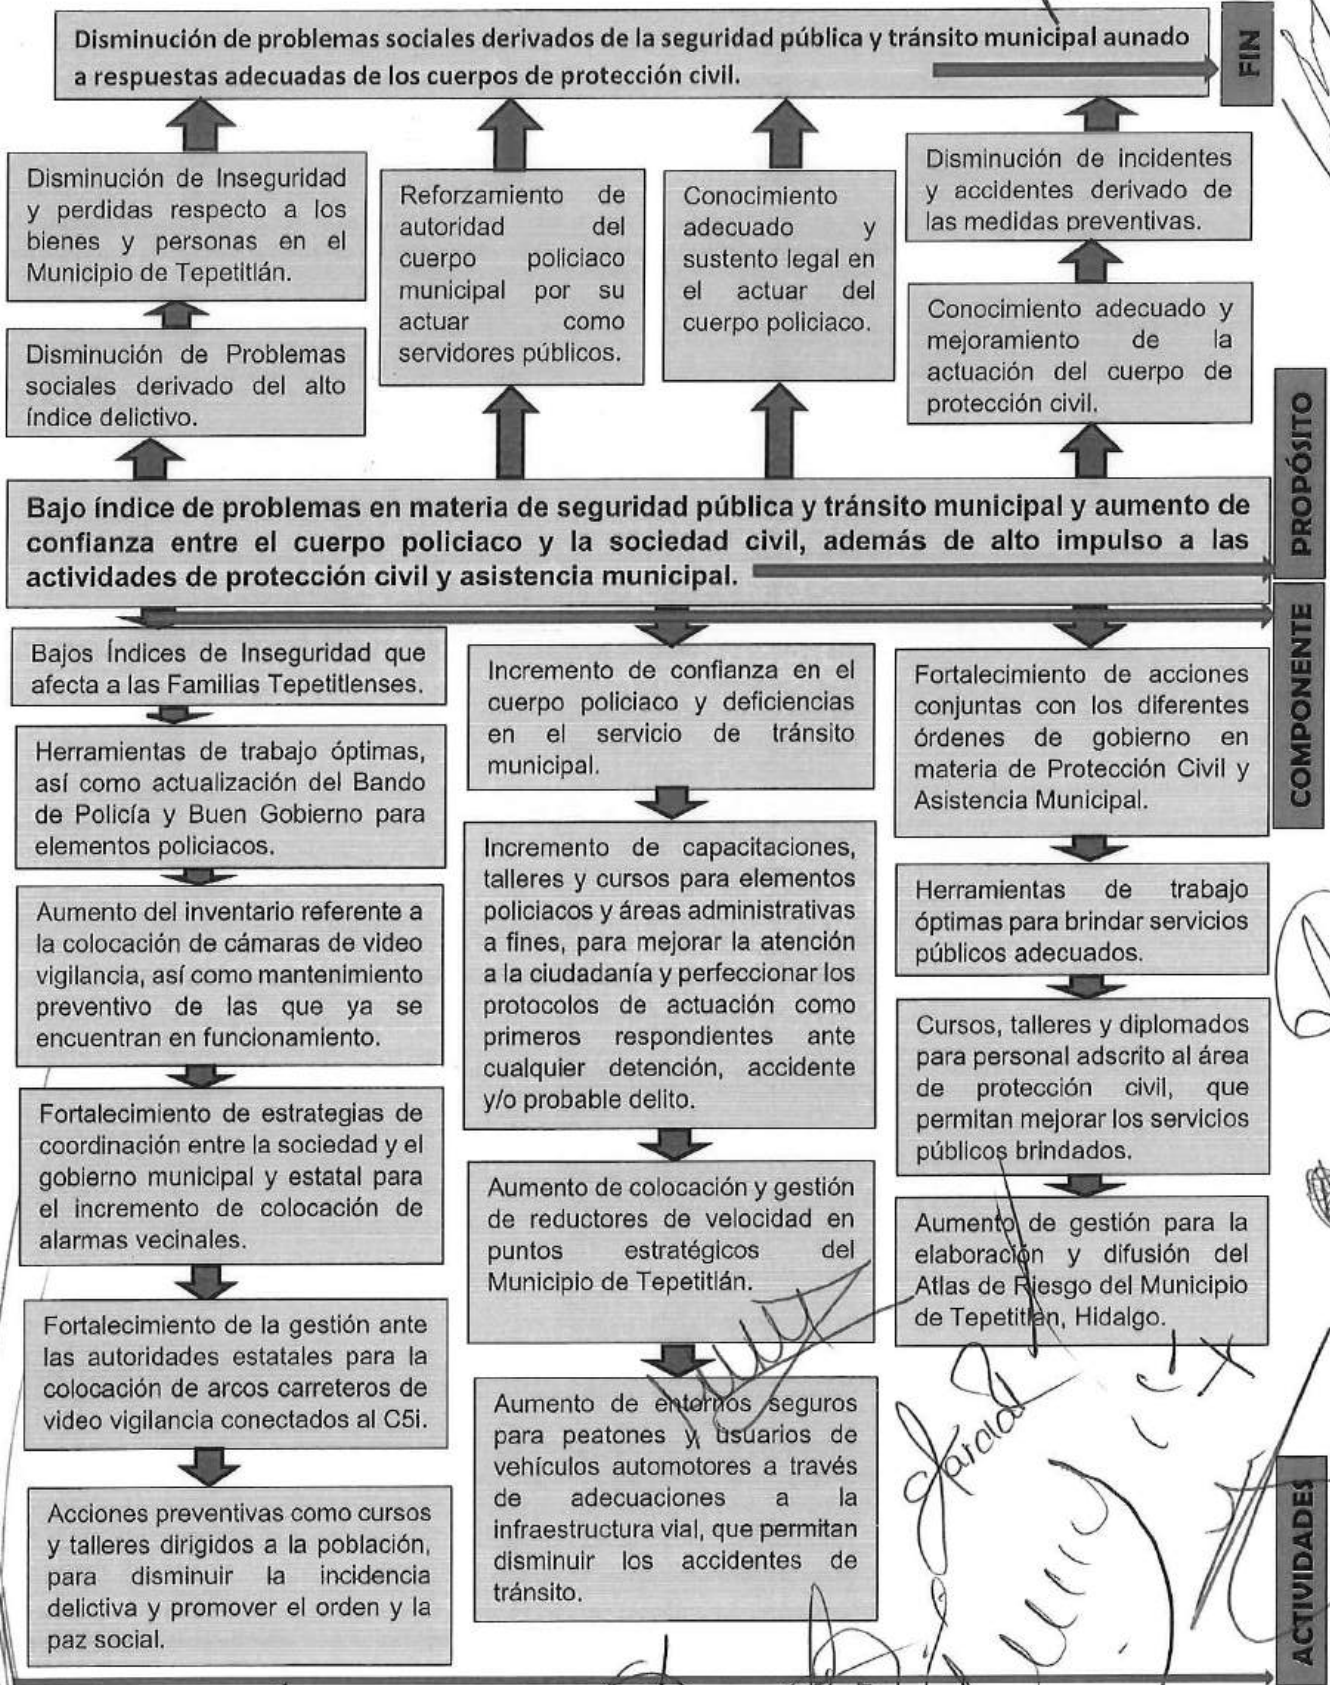 Disminución de problemas sociales derivados de la seguridad pública y tránsito municipal aunado
a respuestas adecuadas de los cuerpos de protección civil.
FIN
Disminución de Inseguridad
y perdidas respecto a los
bienes y personas en el
Municipio de Tepetitlán.
Disminución de Problemas
sociales derivado del alto
índice delictivo.
Reforzamiento de
autoridad del
cuerpo policiaco
municipal por su
actuar como
servidores públicos.
Conocimiento
adecuado y
sustento legal en
el actuar del
cuerpo policiaco.
Disminución de incidentes
y accidentes derivado de
las medidas preventivas.
Conocimiento adecuado y
mejoramiento de la
actuación del cuerpo de
protección civil.
Bajo índice de problemas en materia de seguridad pública y tránsito municipal y aumento de
confianza entre el cuerpo policiaco y la sociedad civil, además de alto impulso a las
actividades de protección civil y asistencia municipal.
PROPÓSITO
COMPONENTE
Bajos Índices de Inseguridad que
afecta a las Familias Tepetitlenses.
Herramientas de trabajo óptimas,
así como actualización del Bando
de Policía y Buen Gobierno para
elementos policiacos.
Aumento del inventario referente a
la colocación de cámaras de video
vigilancia, así como mantenimiento
preventivo de las que ya se
encuentran en funcionamiento.
Fortalecimiento de estrategias de
coordinación entre la sociedad y el
gobierno municipal y estatal para
el incremento de colocación de
alarmas vecinales.
Fortalecimiento de la gestión ante
las autoridades estatales para la
colocación de arcos carreteros de
video vigilancia conectados al C5i.
Acciones preventivas como cursos
y talleres dirigidos a la población,
para disminuir la incidencia
delictiva y promover el orden y la
paz social.
Incremento de confianza en el
cuerpo policiaco y deficiencias
en el servicio de tránsito
municipal.
Incremento de capacitaciones,
talleres y cursos para elementos
policiacos y áreas administrativas
a fines, para mejorar la atención
a la ciudadanía y perfeccionar los
protocolos de actuación como
primeros respondientes ante
cualquier detención, accidente
y/o probable delito.
Aumento de colocación y gestión
de reductores de velocidad en
puntos estratégicos del
Municipio de Tepetitlán.
Aumento de entornos seguros
para peatones y usuarios de
vehículos automotores a través
de adecuaciones a la
infraestructura vial, que permitan
disminuir los accidentes de
tránsito.
Fortalecimiento de acciones
conjuntas con los diferentes
órdenes de gobierno en
materia de Protección Civil y
Asistencia Municipal.
Herramientas de trabajo
óptimas para brindar servicios
públicos adecuados.
Cursos, talleres y diplomados
para personal adscrito al área
de protección civil, que
permitan mejorar los servicios
públicos brindados.
Aumento de gestión para la
elaboración y difusión del
Atlas de Riesgo del Municipio
de Tepetitlán, Hidalgo.
ACTIVIDADES